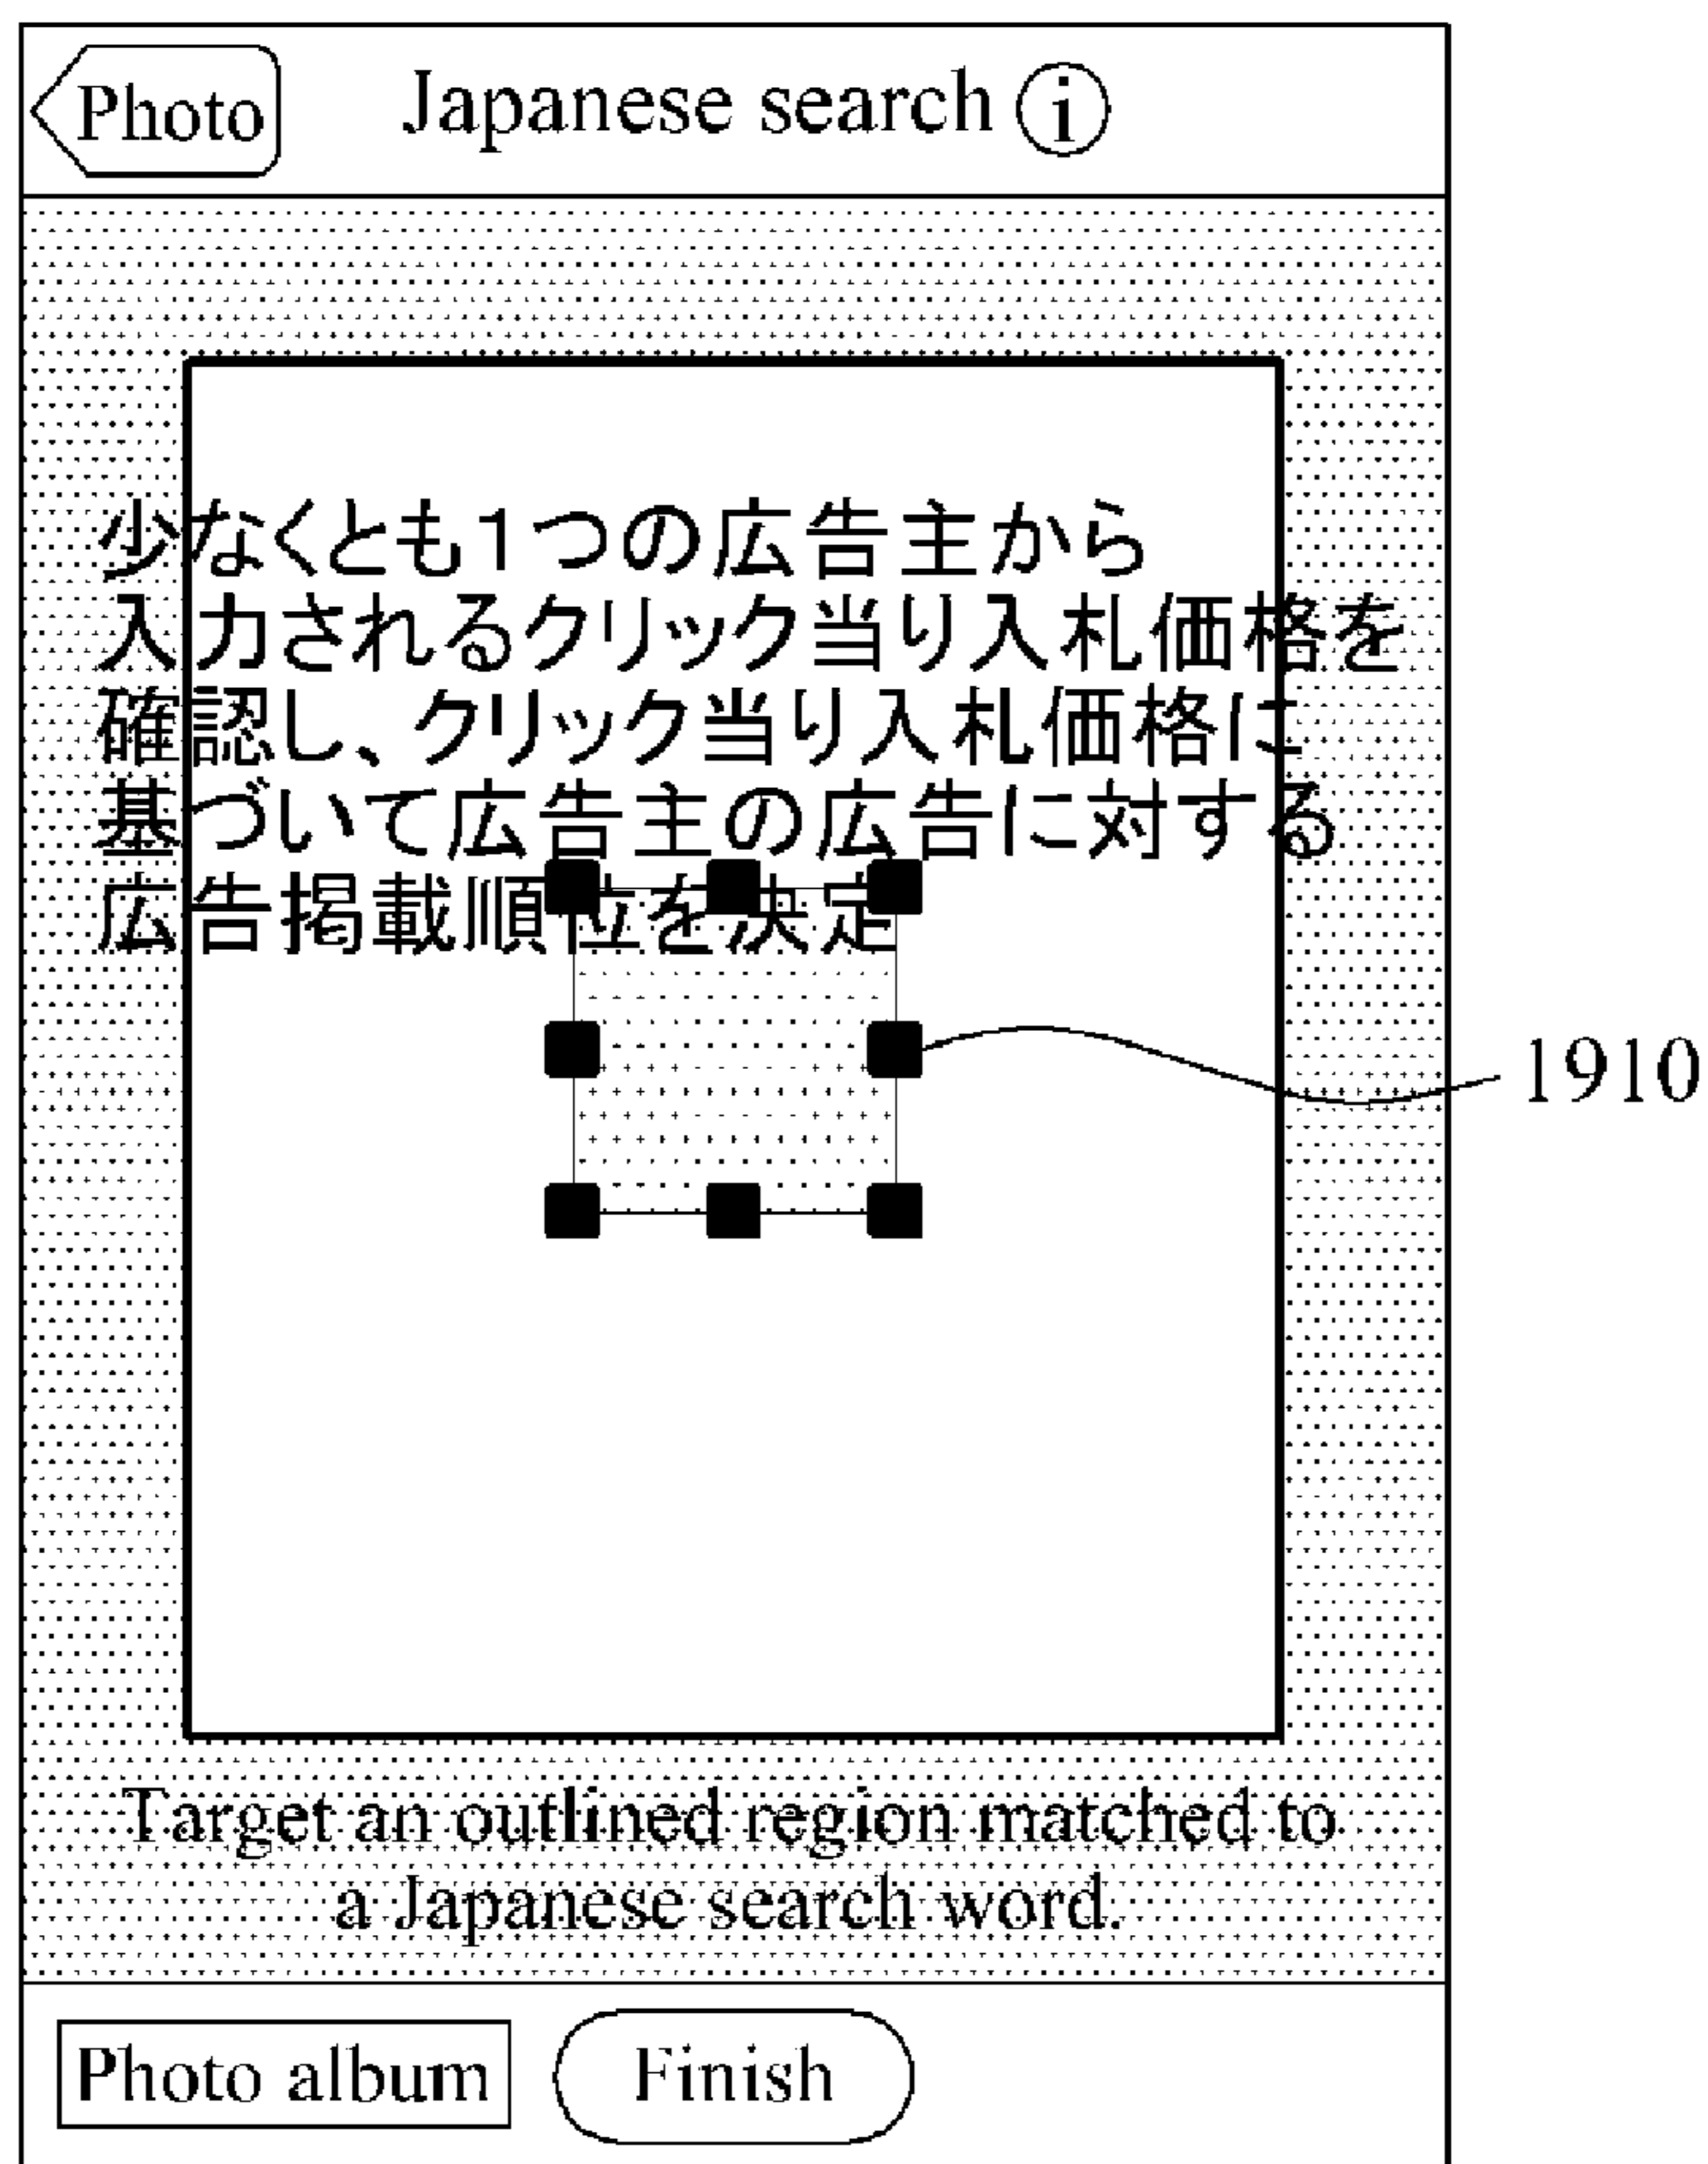 Photo
Japanese search i
少なくとも1つの広告主から
入力されるクリック当り入札価格を
確認し、クリック当り入札価格に
基づいて広告主の広告に対する
広告掲載順位を決定
1910
Target an outlined region matched to
a Japanese search word.
Photo album
Finish